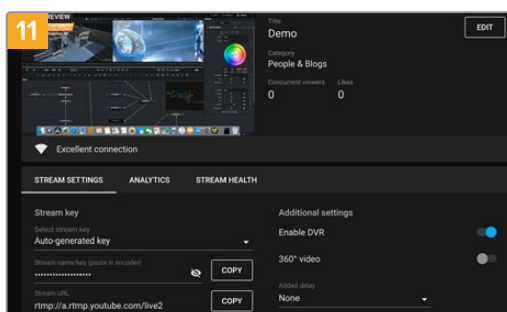 11
REVIEW
Title
Demo
EDIT
Category
People & Blogs
Concurrent viewers Likes
0 0
Excellent connection
STREAM SETTINGS ANALYTICS STREAM HEALTH
Stream key
Select stream key
Auto-generated key
Stream name/key (paste in encoder)
••••••••••••••••••• COPY
Stream URL
rtmp://a.rtmp.youtube.com/live2 COPY
Additional settings
Enable DVR
360° video
Added delay
None